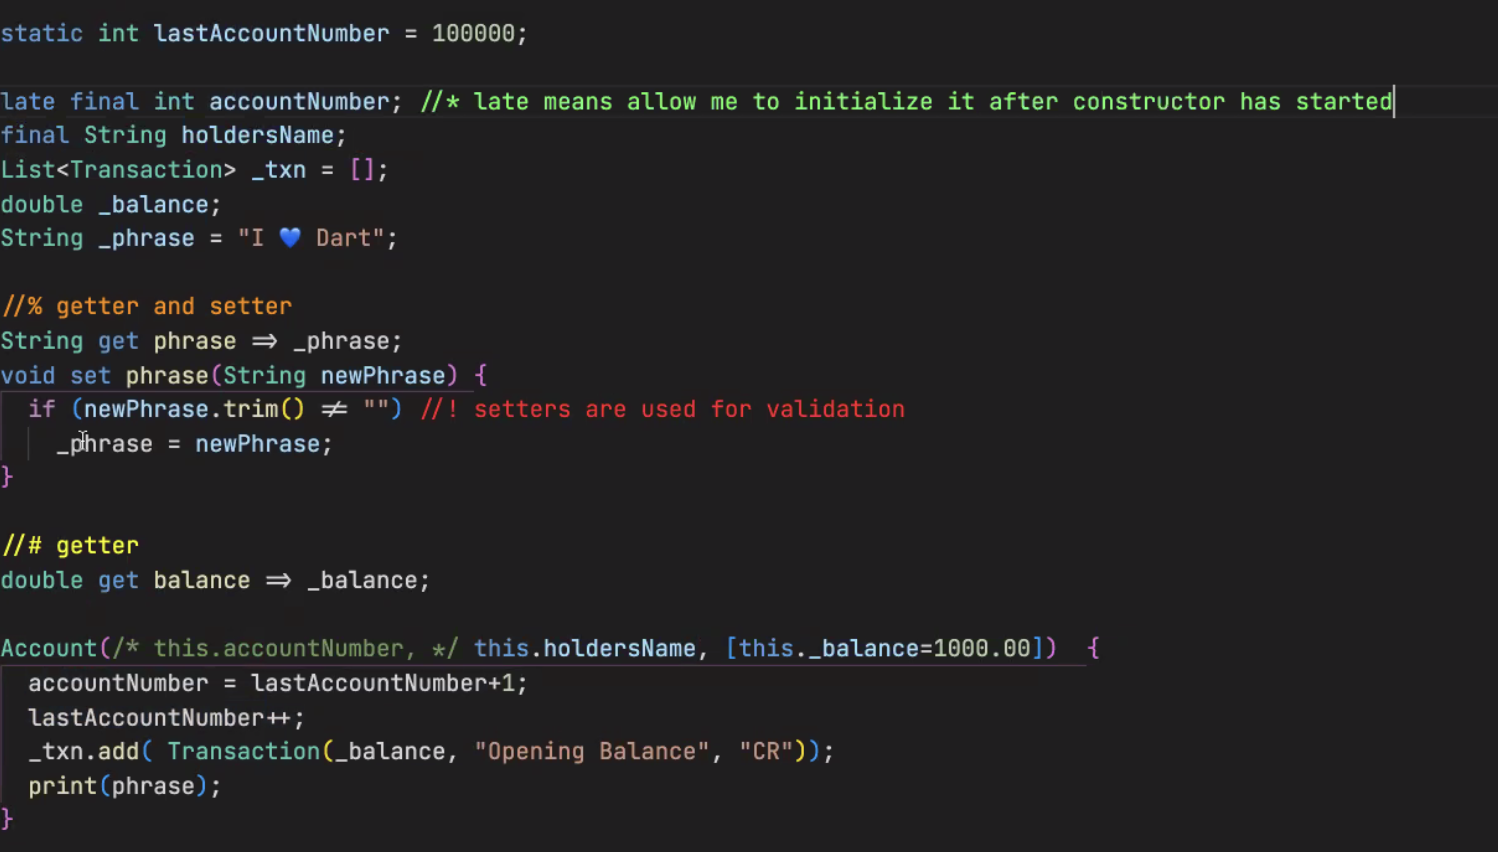 static int lastAccountNumber = 100000;
late final int accountNumber; //* late means allow me to initialize it after constructor has started
final String holdersName;
List<Transaction> _txn = [];
double _balance;
String _phrase = "I 💙 Dart";
//% getter and setter
String get phrase => _phrase;
void set phrase(String newPhrase) {
if (newPhrase.trim() != "") //! setters are used for validation
_phrase = newPhrase;
}
//# getter
double get balance => _balance;
Account(/* this.accountNumber, */ this.holdersName, [this._balance=1000.00])  {
accountNumber = lastAccountNumber+1;
lastAccountNumber++;
_txn.add( Transaction(_balance, "Opening Balance", "CR"));
print(phrase);
}